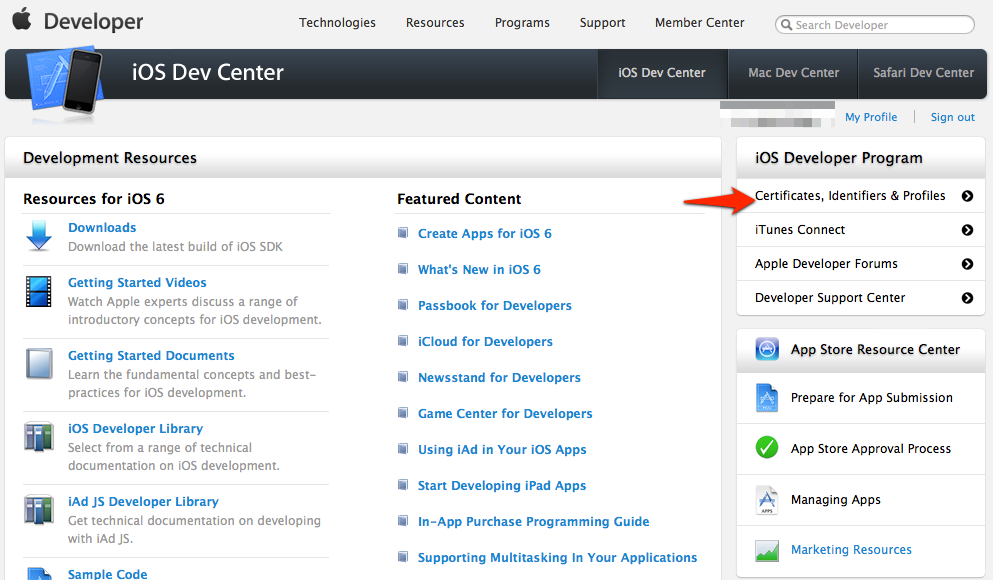 Developer
Technologies
Resources
Programs
Support
Member Center
Search Developer
iOS Dev Center
iOS Dev Center
Mac Dev Center
Safari Dev Center
My Profile
Sign out
Development Resources
Resources for iOS 6
Downloads
Download the latest build of iOS SDK
Getting Started Videos
Watch Apple experts discuss a range of
introductory concepts for iOS development.
Getting Started Documents
Learn the fundamental concepts and best-
practices for iOS development.
iOS Developer Library
Select from a range of technical
documentation on iOS development.
iAd JS Developer Library
Get technical documentation on developing
with iAd JS.
Sample Code
Featured Content
Create Apps for iOS 6
What's New in iOS 6
Passbook for Developers
iCloud for Developers
Newsstand for Developers
Game Center for Developers
Using iAd in Your iOS Apps
Start Developing iPad Apps
In-App Purchase Programming Guide
Supporting Multitasking In Your Applications
iOS Developer Program
Certificates, Identifiers & Profiles
iTunes Connect
Apple Developer Forums
Developer Support Center
App Store Resource Center
Prepare for App Submission
App Store Approval Process
APPS
Managing Apps
Marketing Resources